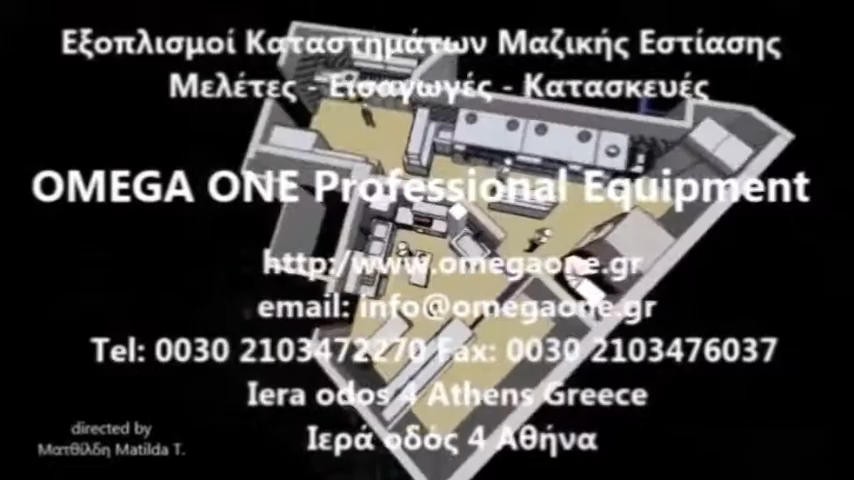 Εξοπλισμοί Καταστημάτων Μαζικής Εστίασης
Μελέτες - Εισαγωγές - Κατασκευές
OMEGA ONE Professional Equipment
http:/www.omegaone.gr
email: info@omegaone.gr
Tel: 0030 2103472270 Fax: 0030 2103476037
Iera odos 4 Athens Greece
Ιερά οδός 4 Αθήνα
directed by
Ματθίλδη Matilda T.